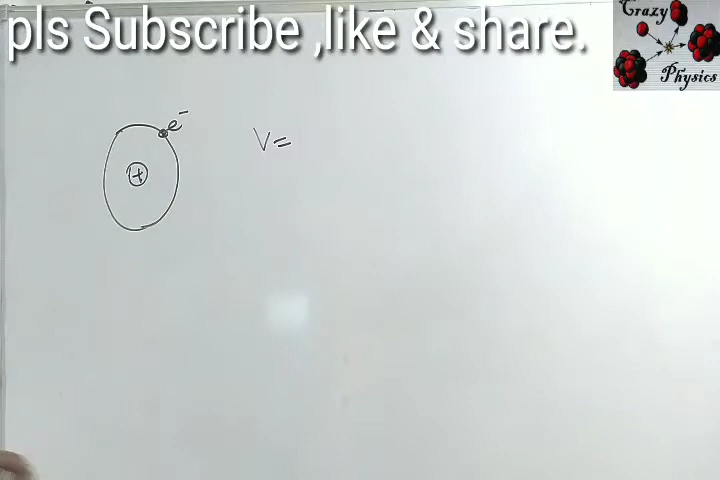 pls Subscribe ,like & share.
Crazy
Physics
e⁻
V=
+